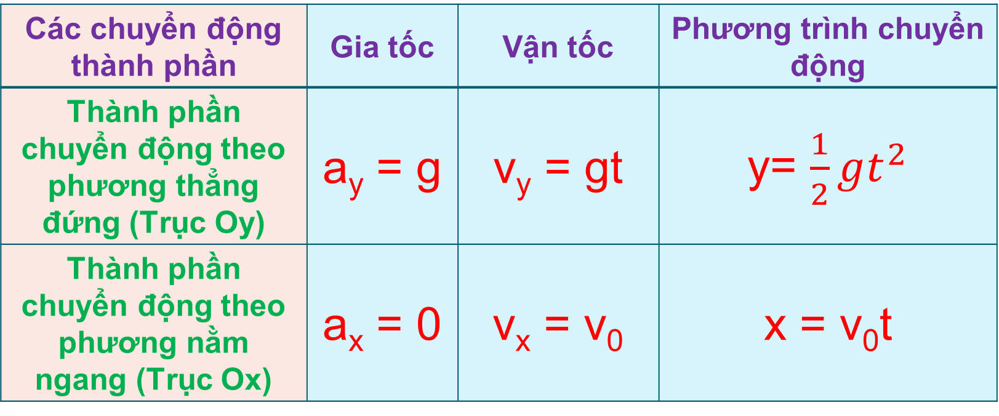 Các chuyển động
thành phần
Gia tốc
Vận tốc
Phương trình chuyển
động
Thành phần
chuyển động theo
phương thẳng
đứng (Trục Oy)
a_y = g
v_y = gt
y= \frac{1}{2} gt^2
Thành phần
chuyển động theo
phương nằm
ngang (Trục Ox)
a_x = 0
v_x = v_0
x = v_0t